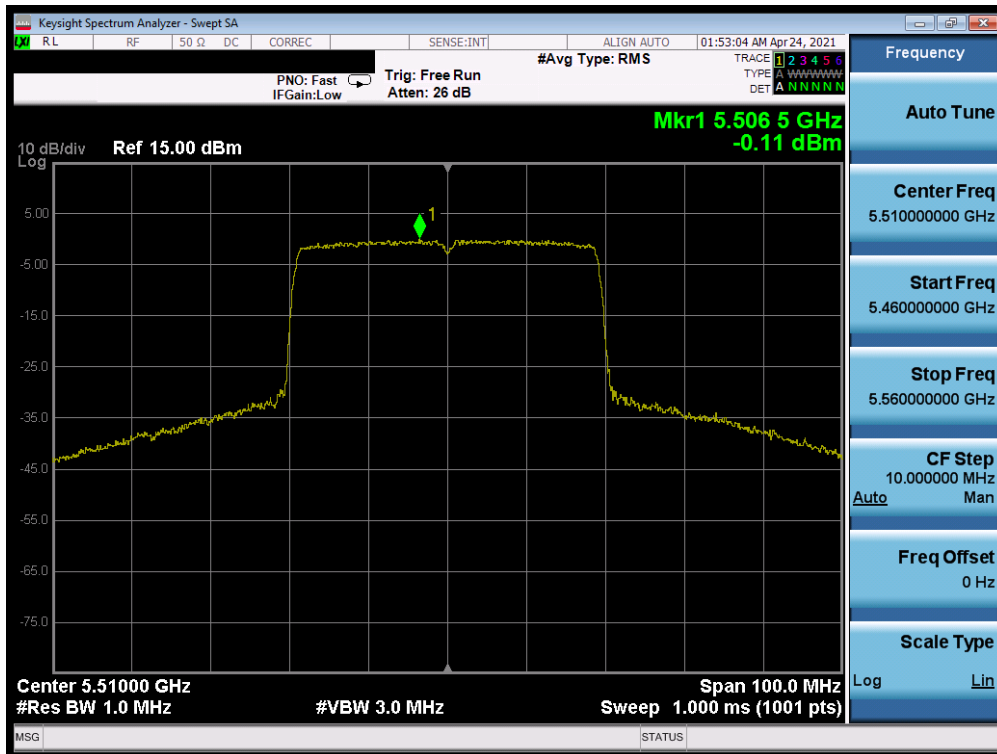 Keysight Spectrum Analyzer - Swept SA
LXI RL RF 50 Ω DC CORREC SENSE:INT ALIGN AUTO 01:53:04 AM Apr 24, 2021
#Avg Type: RMS
TRACE 1 2 3 4 5 6
PNO: Fast Trig: Free Run
TYPE A WWWWW
IFGain:Low Atten: 26 dB
DET A N N N N N
Mkr1 5.506 5 GHz
10 dB/div Ref 15.00 dBm -0.11 dBm
Log
1
5.00
-5.00
-15.0
-25.0
-35.0
-45.0
-55.0
-65.0
-75.0
Center 5.51000 GHz Span 100.0 MHz
#Res BW 1.0 MHz #VBW 3.0 MHz Sweep 1.000 ms (1001 pts)
MSG STATUS
Frequency
Auto Tune
Center Freq
5.510000000 GHz
Start Freq
5.460000000 GHz
Stop Freq
5.560000000 GHz
CF Step
10.000000 MHz
Auto Man
Freq Offset
0 Hz
Scale Type
Log Lin